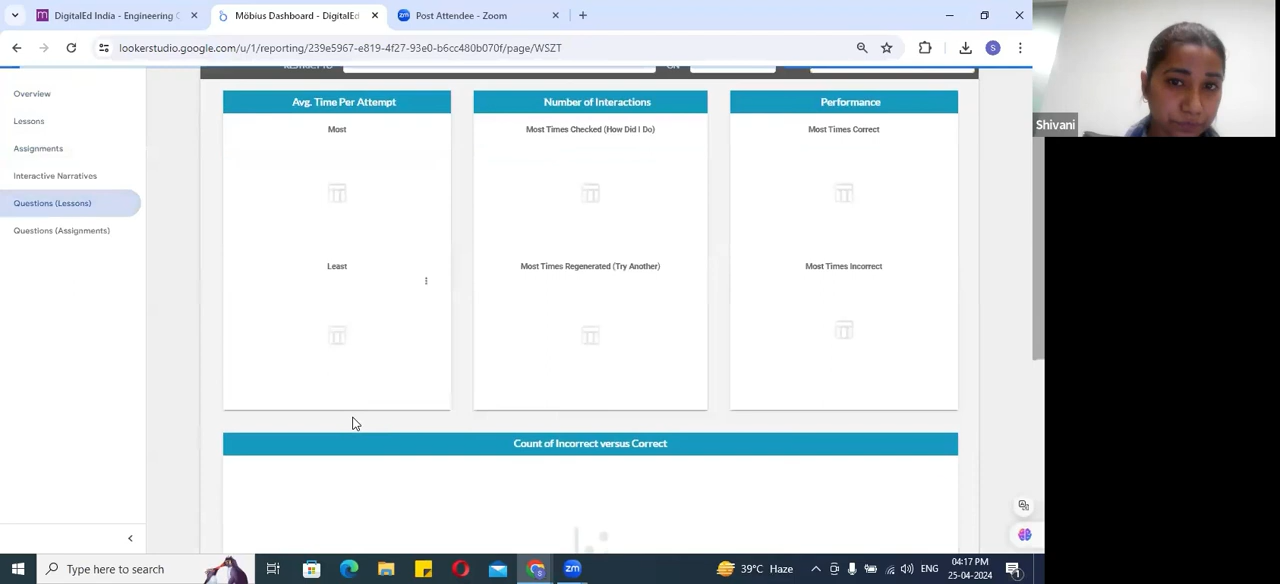 DigitalEd India - Engineering C
Möbius Dashboard - DigitalEd
Post Attendee - Zoom
lookerstudio.google.com/u/1/reporting/239e5967-e819-4f27-93e0-b6cc480b070f/page/WSZT
S
Shivani
Overview
Lessons
Assignments
Interactive Narratives
Questions (Lessons)
Questions (Assignments)
Avg. Time Per Attempt
Most
Least
Number of Interactions
Most Times Checked (How Did I Do)
Most Times Regenerated (Try Another)
Performance
Most Times Correct
Most Times Incorrect
Count of Incorrect versus Correct
Type here to search
39°C Haze
ENG
04:17 PM
25-04-2024